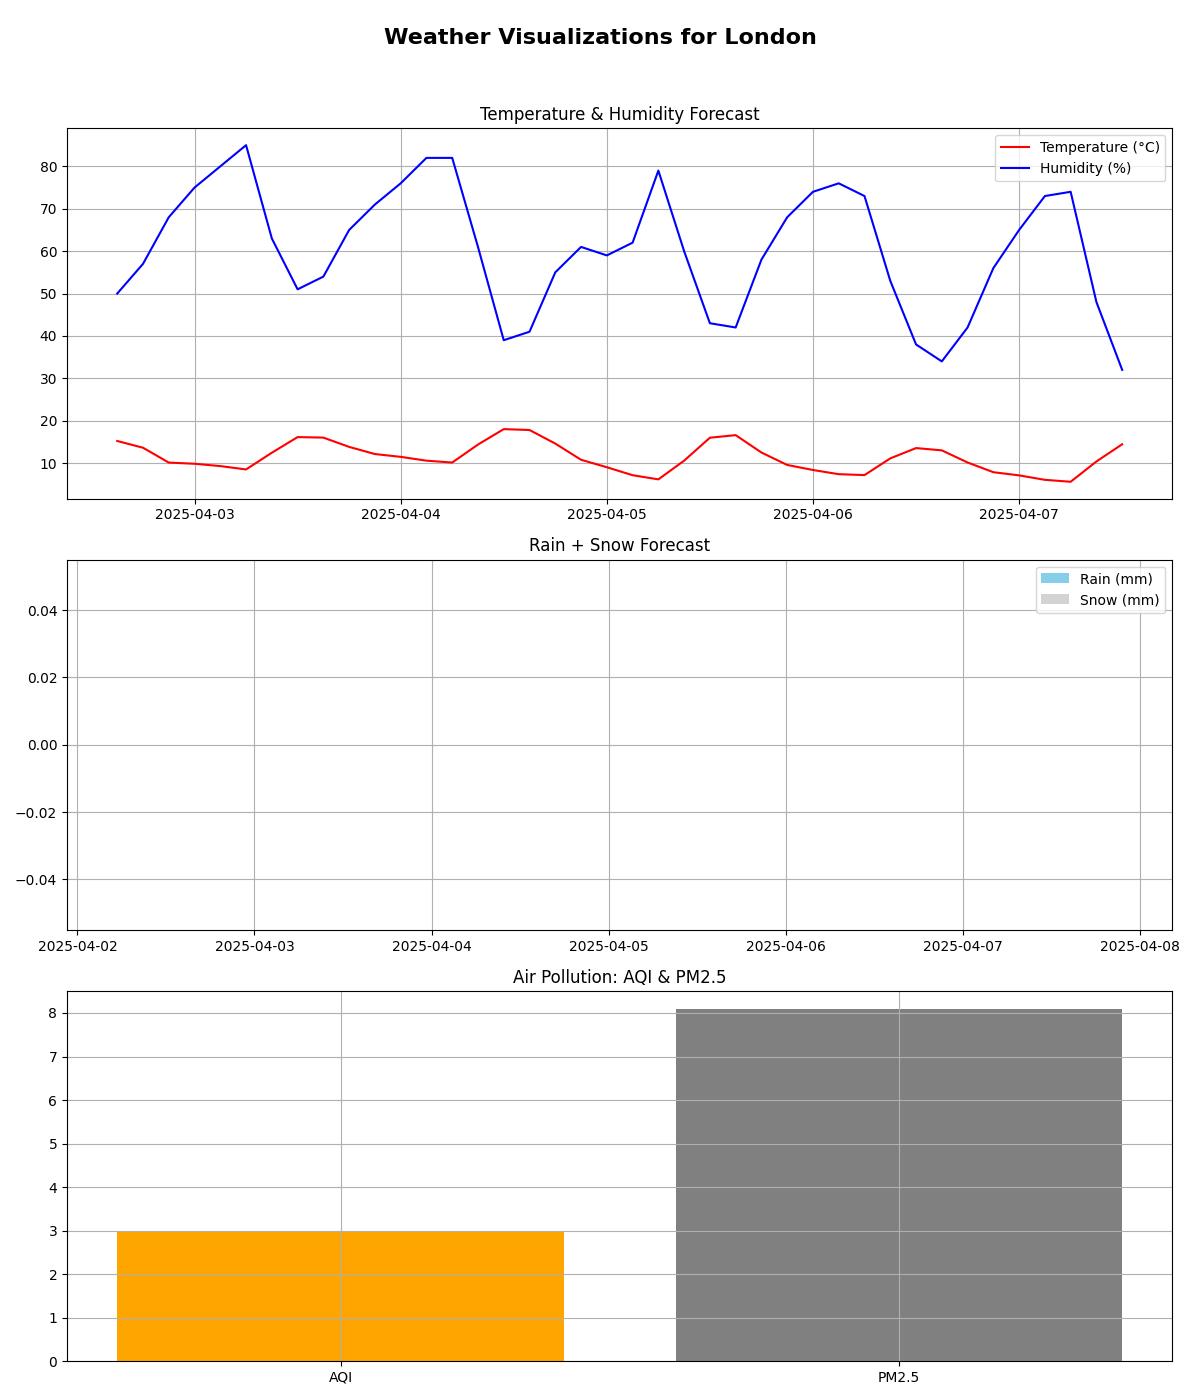 Weather Visualizations for London
Temperature & Humidity Forecast
Temperature (°C)
Humidity (%)
80
70
60
50
40
30
20
10
2025-04-03 2025-04-04 2025-04-05 2025-04-06 2025-04-07
Rain + Snow Forecast
Rain (mm)
Snow (mm)
0.04
0.02
0.00
−0.02
−0.04
2025-04-02 2025-04-03 2025-04-04 2025-04-05 2025-04-06 2025-04-07 2025-04-08
Air Pollution: AQI & PM2.5
8
7
6
5
4
3
2
1
0
AQI PM2.5